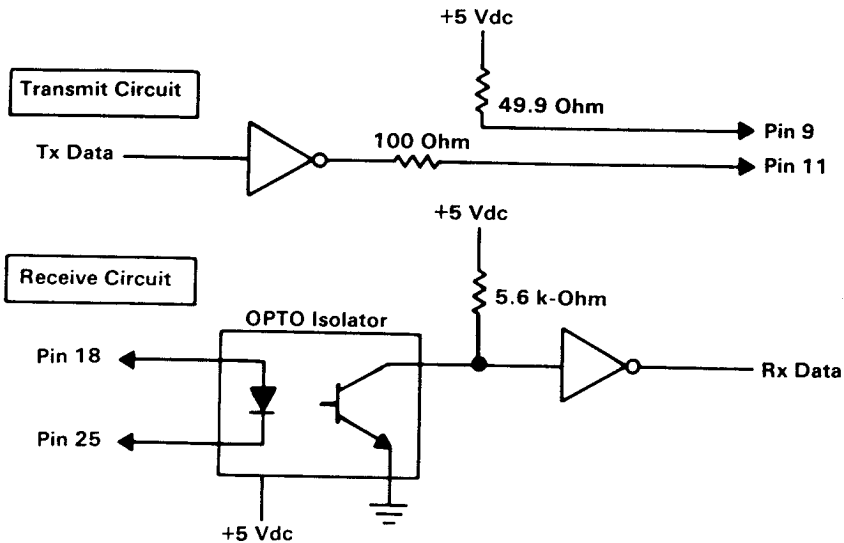 +5 Vdc
Transmit Circuit
49.9 Ohm
100 Ohm
Pin 9
Tx Data
Pin 11
+5 Vdc
Receive Circuit
5.6 k-Ohm
OPTO Isolator
Pin 18
Rx Data
Pin 25
+5 Vdc